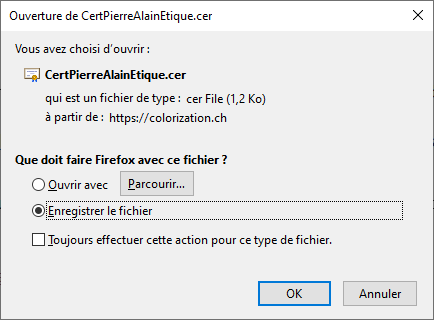 Ouverture de CertPierreAlainEtique.cer
Vous avez choisi d’ouvrir :
CertPierreAlainEtique.cer
qui est un fichier de type : cer File (1,2 Ko)
à partir de : https://colorization.ch
Que doit faire Firefox avec ce fichier ?
Ouvrir avec Parcourir...
Enregistrer le fichier
Toujours effectuer cette action pour ce type de fichier.
OK Annuler